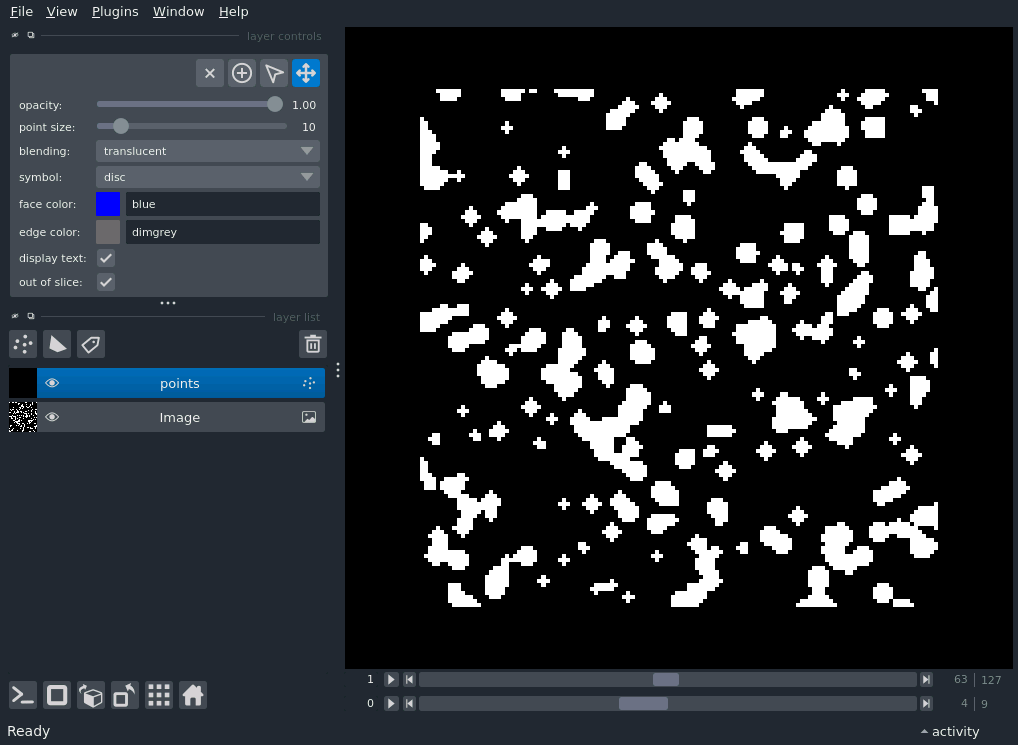 File View Plugins Window Help
layer controls
opacity: 1.00
point size: 10
blending: translucent
symbol: disc
face color: blue
edge color: dimgrey
display text:
out of slice:
layer list
points
Image
1 63 127
0 4 9
Ready activity